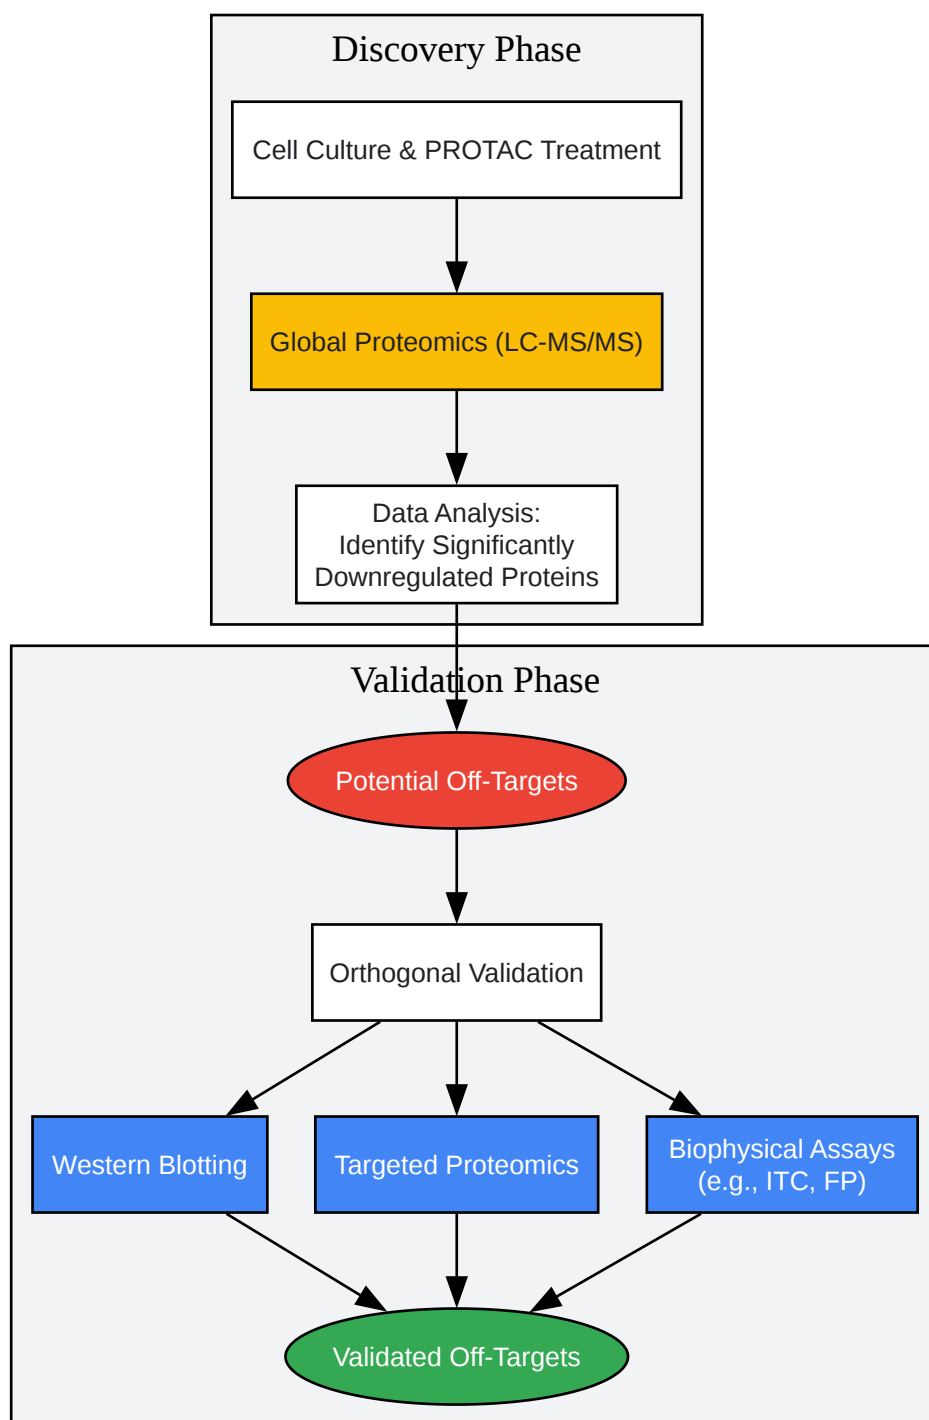 Discovery Phase
Cell Culture & PROTAC Treatment
Global Proteomics (LC-MS/MS)
Data Analysis:
Identify Significantly
Downregulated Proteins
Validation Phase
Potential Off-Targets
Orthogonal Validation
Western Blotting
Targeted Proteomics
Biophysical Assays
(e.g., ITC, FP)
Validated Off-Targets